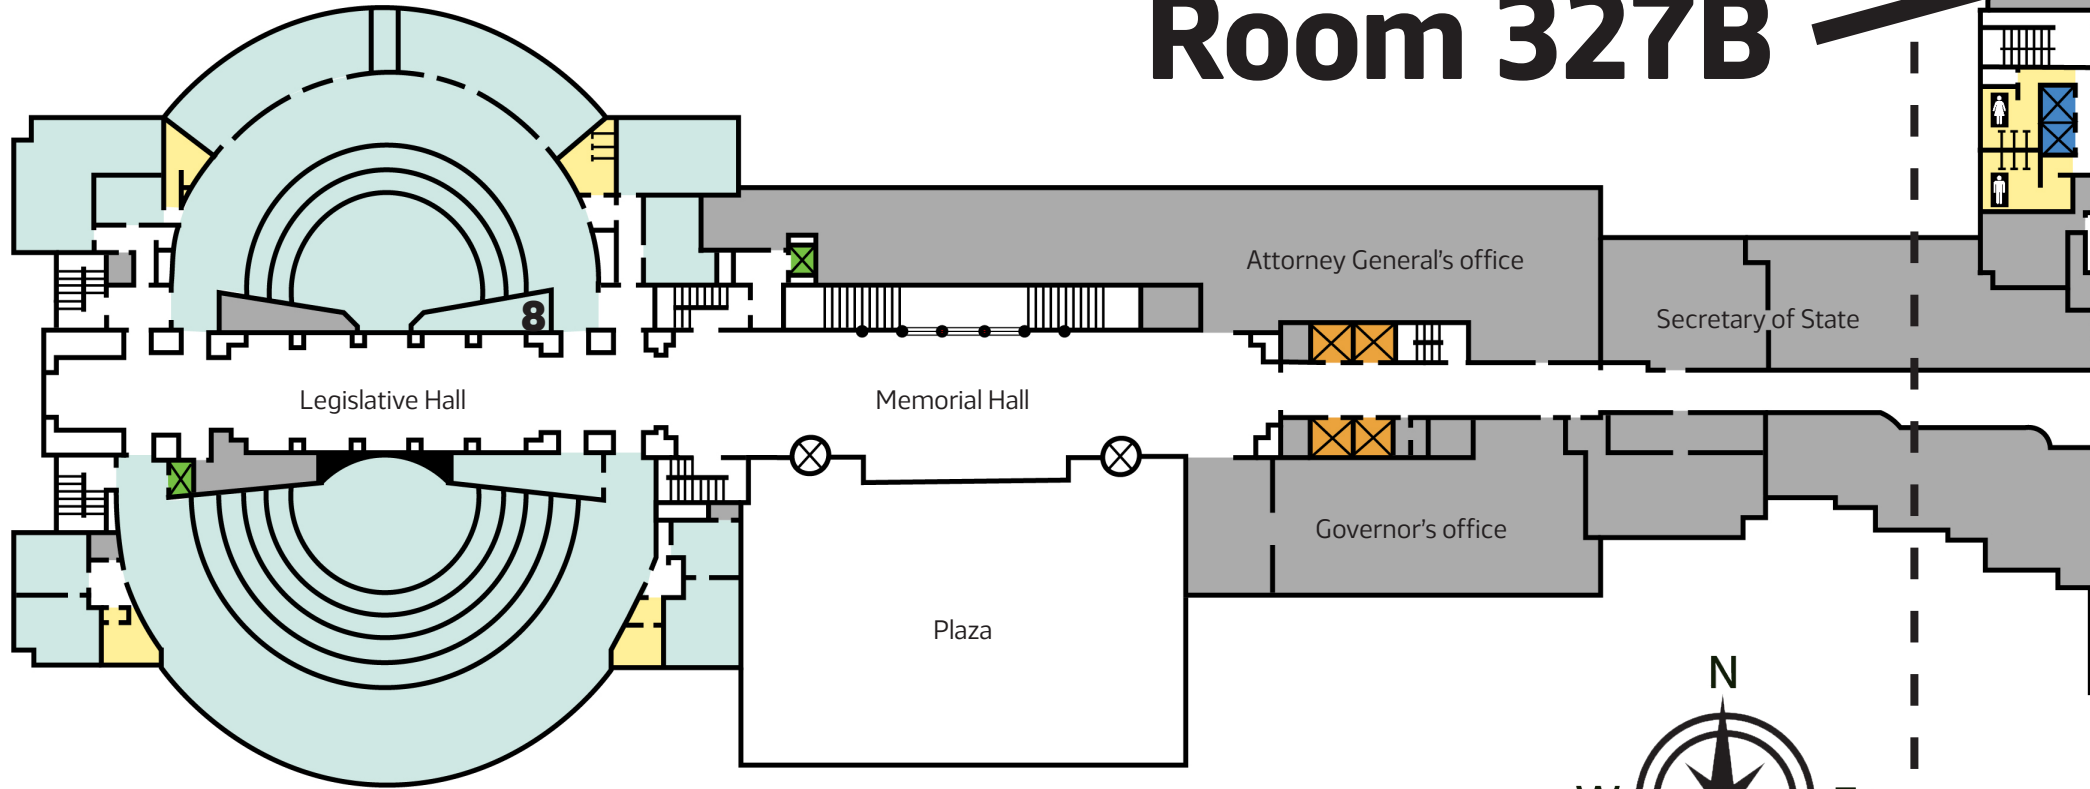 Room 327B
Attorney General's office
Secretary of State
8
Legislative Hall
Memorial Hall
Governor's office
Plaza
N